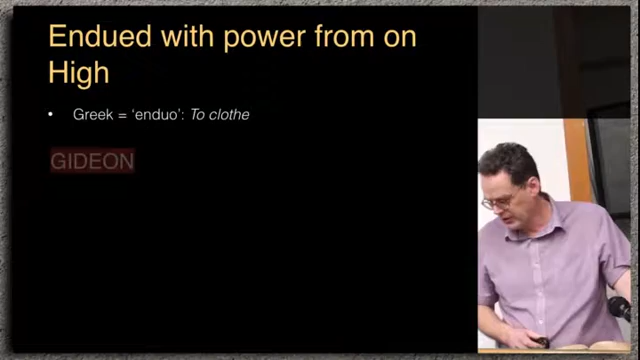 Endued with power from on
High
• Greek = ‘enduo’: To clothe
GIDEON